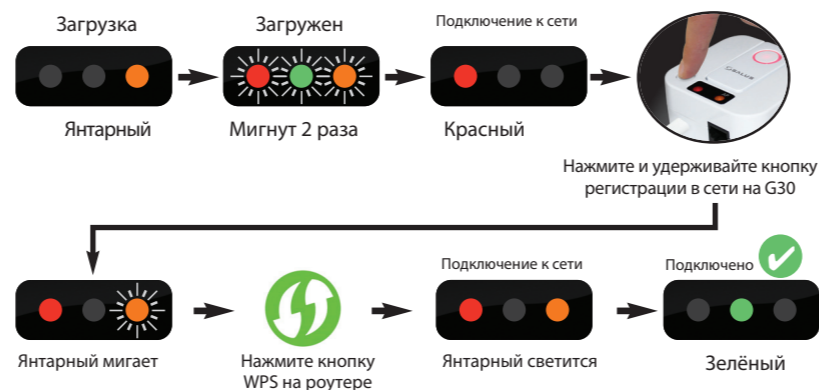 Загрузка
Загружен
Подключение к сети
Янтарный
Мигнут 2 раза
Красный
Нажмите и удерживайте кнопку
регистрации в сети на G30
Подключение к сети
Подключено
Янтарный мигает
Нажмите кнопку
WPS на роутере
Янтарный светится
Зелёный